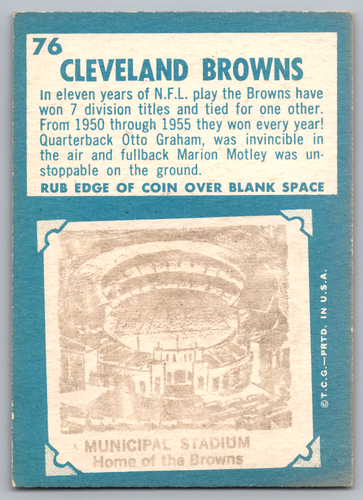 76
CLEVELAND BROWNS
In eleven years of N.F.L. play the Browns have
won 7 division titles and tied for one other.
From 1950 through 1955 they won every year!
Quarterback Otto Graham, was invincible in
the air and fullback Marion Motley was un-
stoppable on the ground.
RUB EDGE OF COIN OVER BLANK SPACE
MUNICIPAL STADIUM
Home of the Browns
©T.C.G.—PRTD. IN U.S.A.